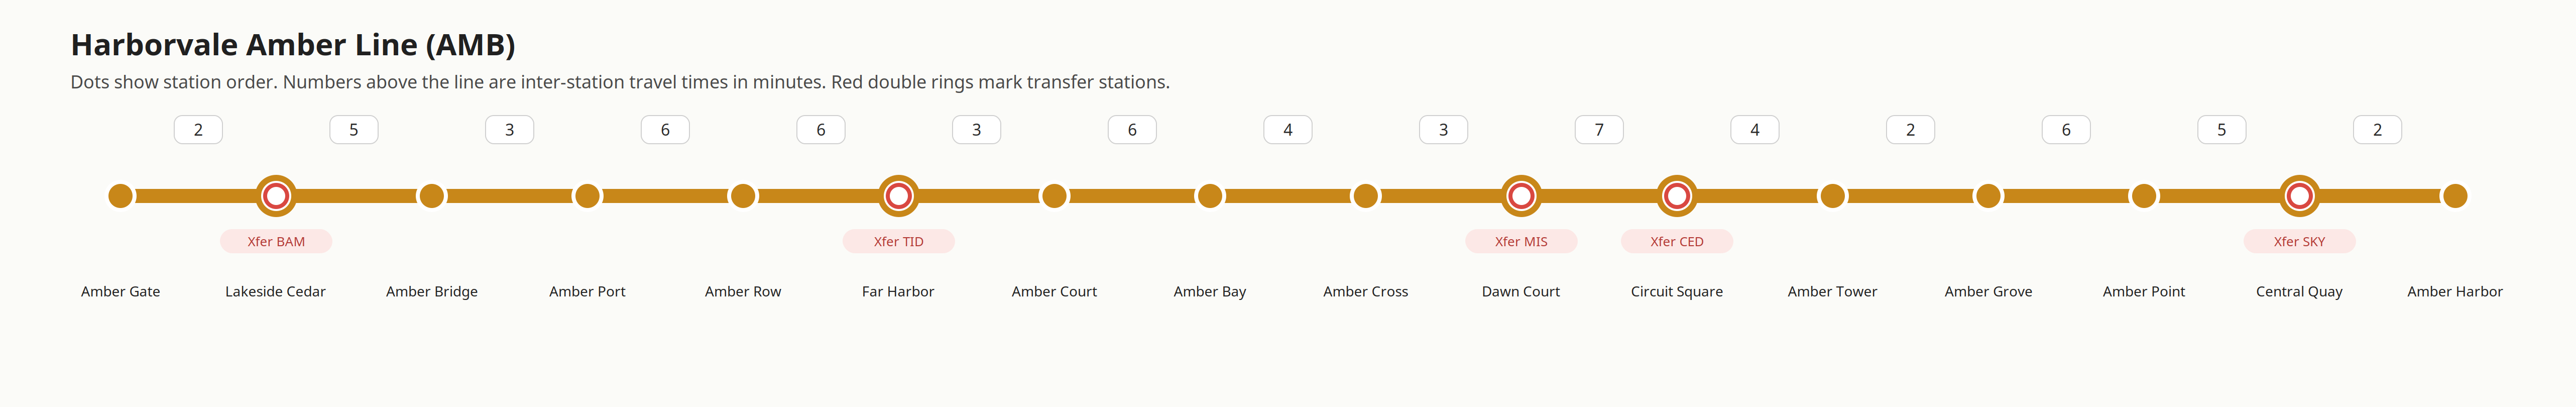 Harborvale Amber Line (AMB)
Dots show station order. Numbers above the line are inter-station travel times in minutes. Red double rings mark transfer stations.
2 5 3 6 6 3 6 4 3 7 4 2 6 5 2
Xfer BAM Xfer TID Xfer MIS Xfer CED Xfer SKY
Amber Gate Lakeside Cedar Amber Bridge Amber Port Amber Row Far Harbor Amber Court Amber Bay Amber Cross Dawn Court Circuit Square Amber Tower Amber Grove Amber Point Central Quay Amber Harbor